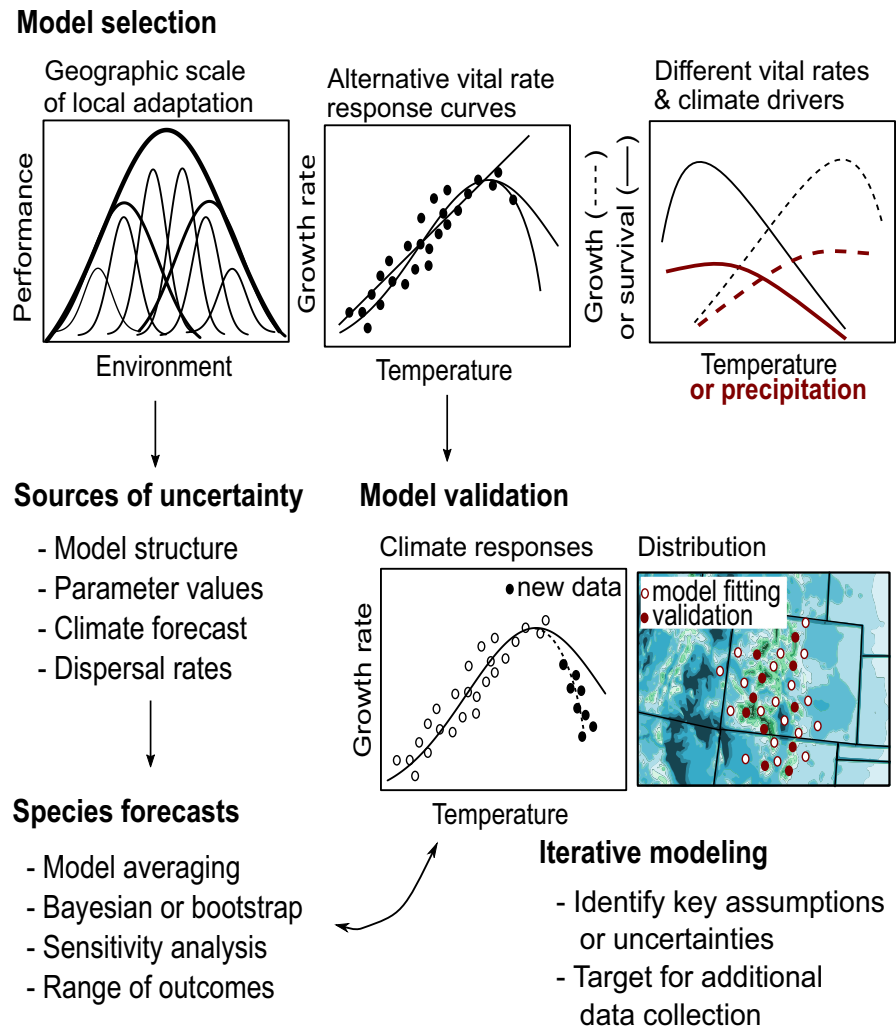 Model selection
Geographic scale
of local adaptation
Performance
Environment
Alternative vital rate
response curves
Growth rate
Temperature
Different vital rates
& climate drivers
Growth (----)
or survival (—)
Temperature
or precipitation
Sources of uncertainty
- Model structure
- Parameter values
- Climate forecast
- Dispersal rates
Model validation
Climate responses
new data
Growth rate
Temperature
Distribution
model fitting
validation
Species forecasts
- Model averaging
- Bayesian or bootstrap
- Sensitivity analysis
- Range of outcomes
Iterative modeling
- Identify key assumptions
or uncertainties
- Target for additional
data collection